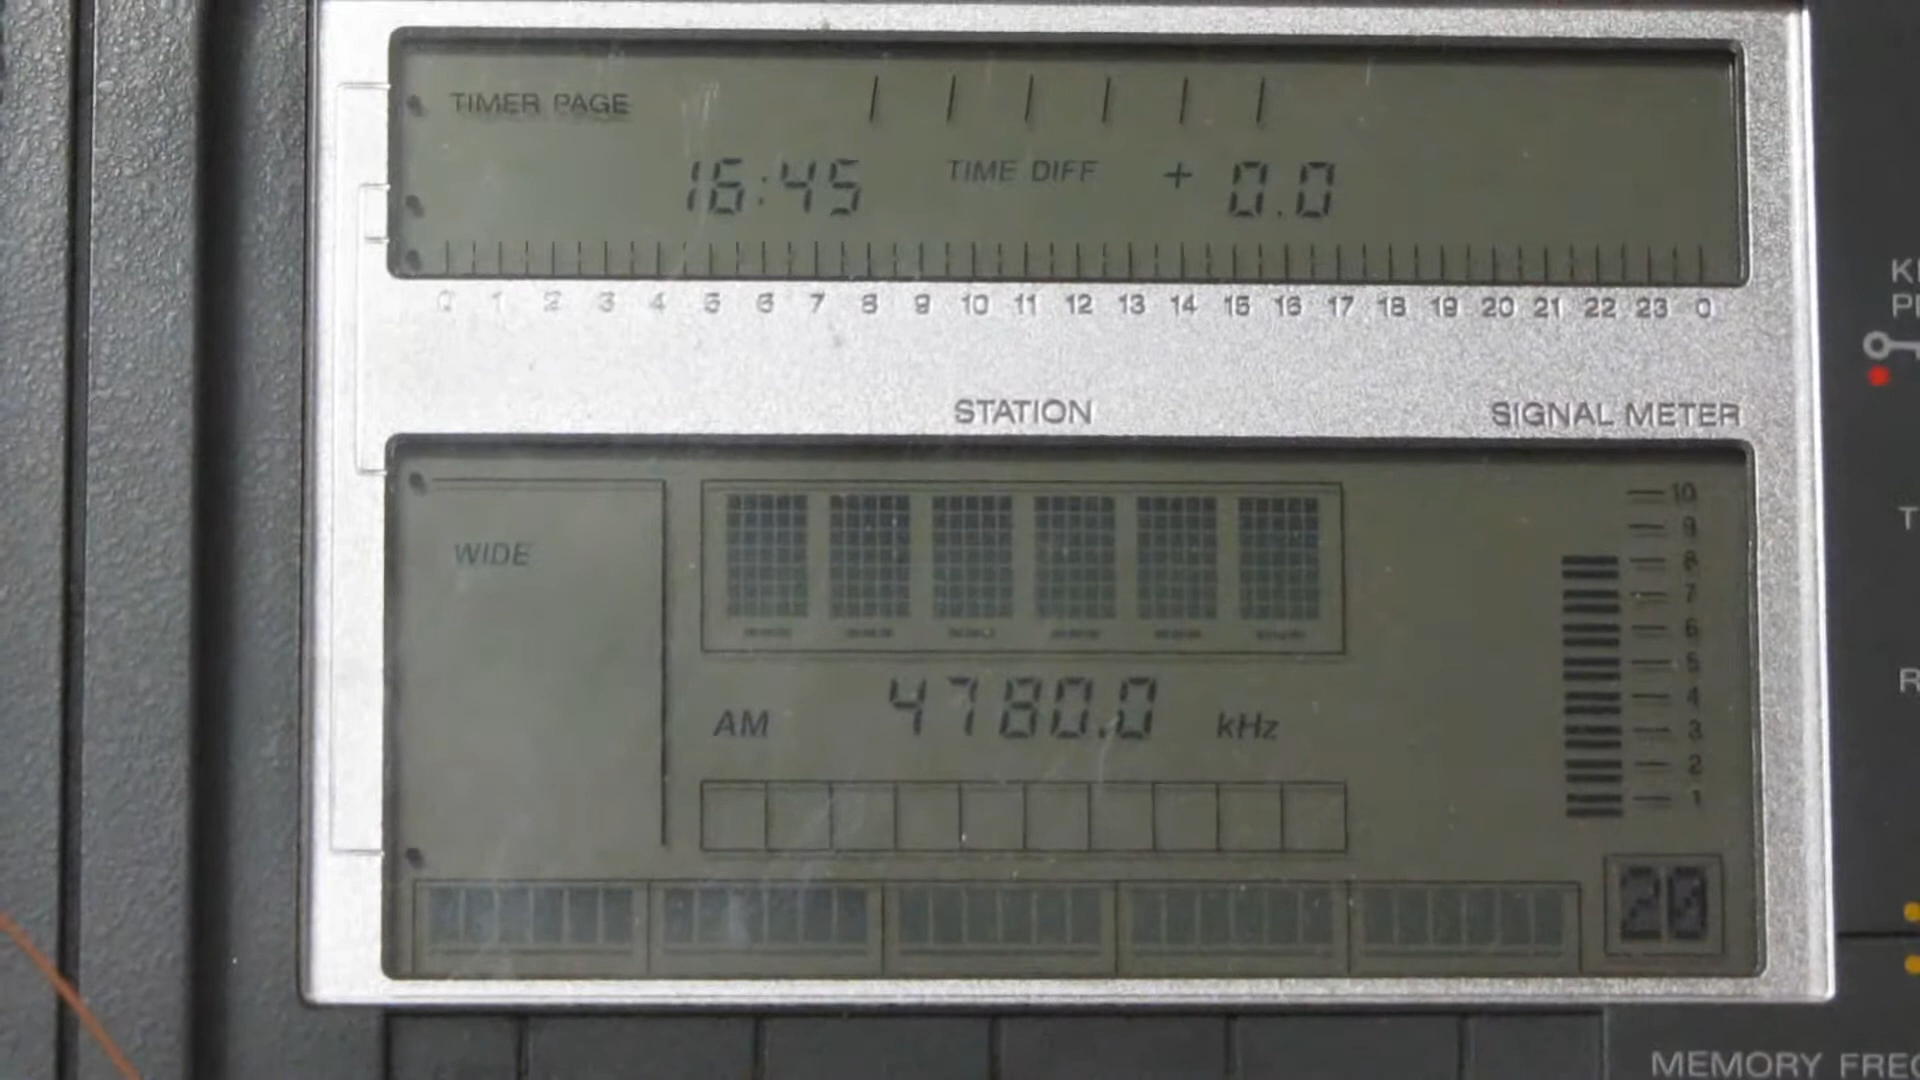 TIMER PAGE
16:45 TIME DIFF + 0.0
0 1 2 3 4 5 6 7 8 9 10 11 12 13 14 15 16 17 18 19 20 21 22 23 0
STATION
SIGNAL METER
WIDE
10
9
8
7
6
5
4
3
2
1
AM 4780.0 kHz
20
MEMORY